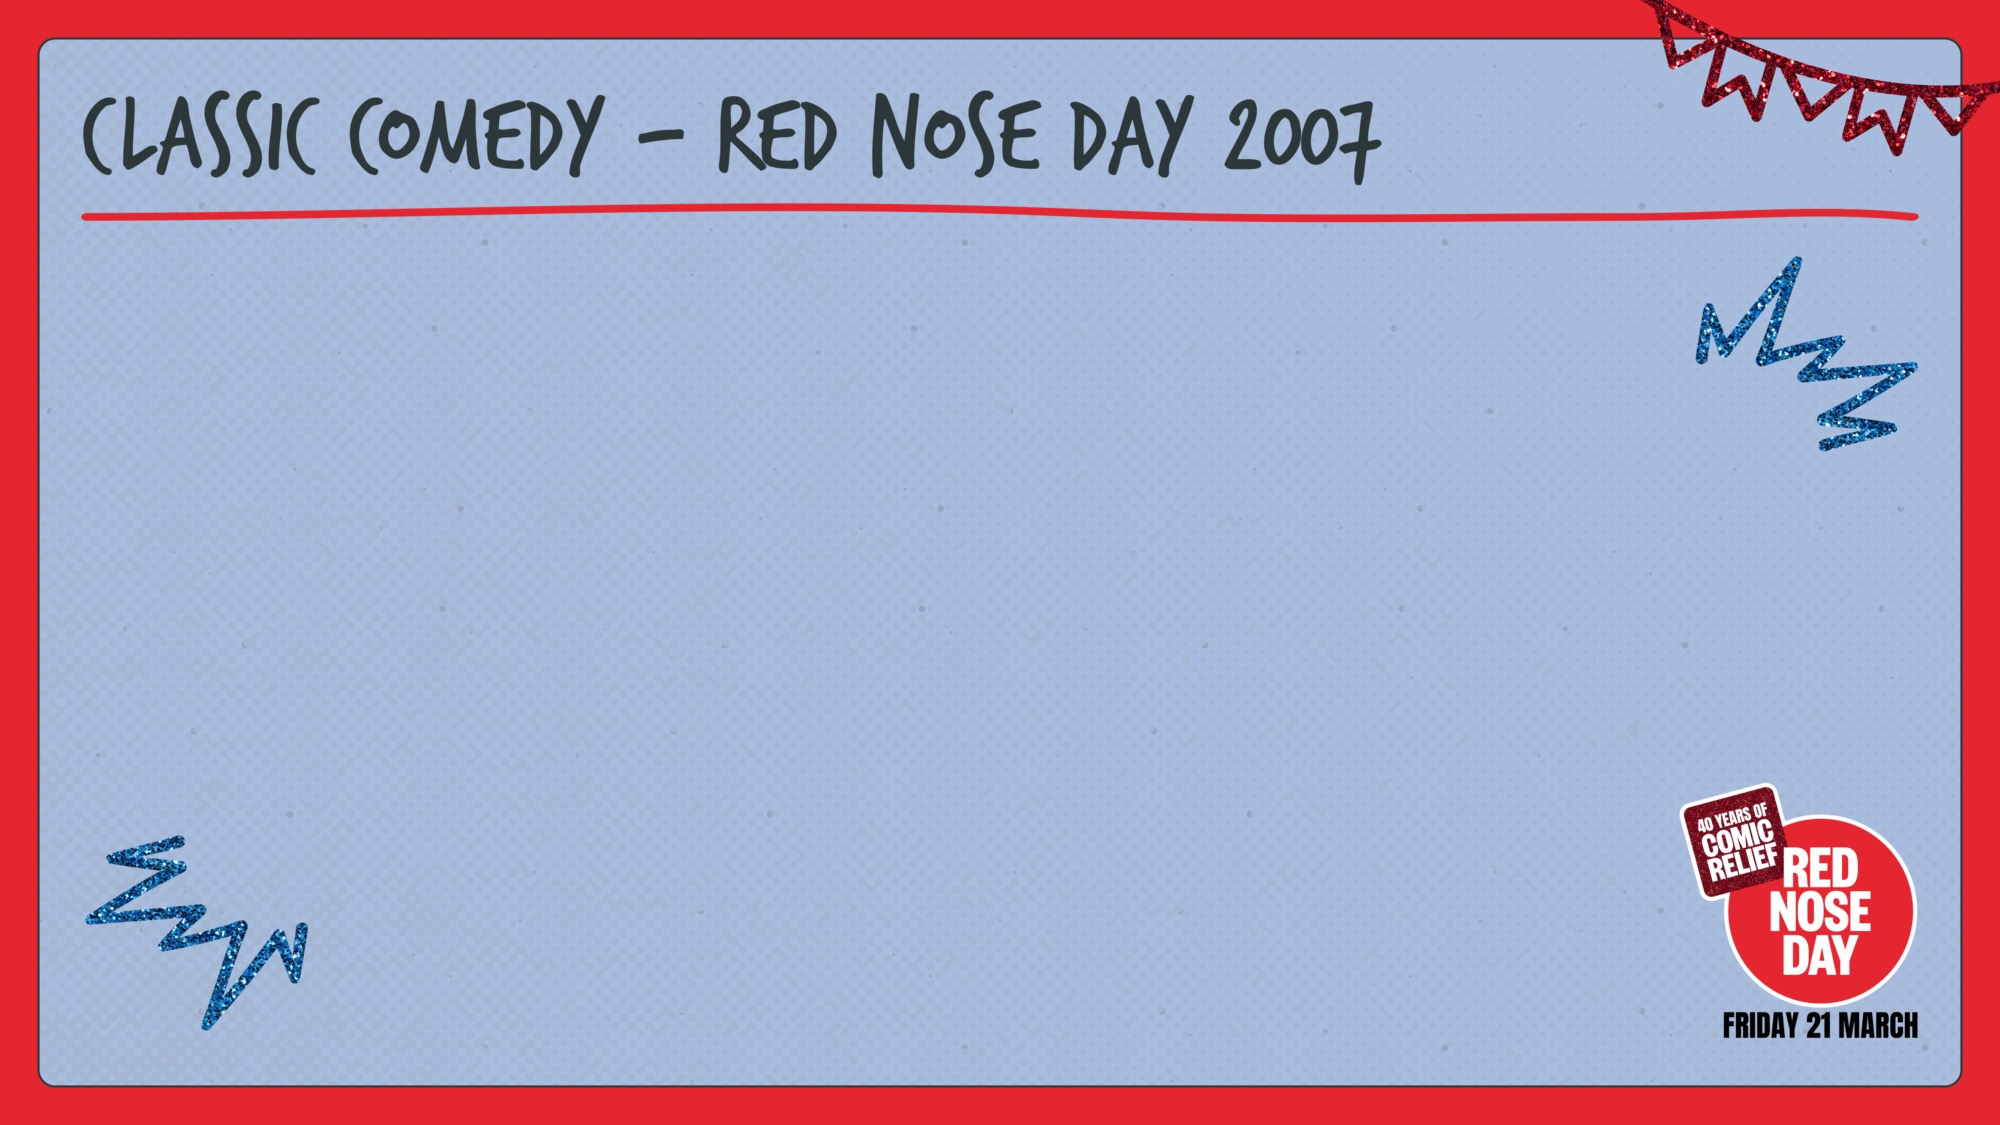 CLASSIC COMEDY – RED NOSE DAY 2007
40 YEARS OF
COMIC
RELIEF
RED
NOSE
DAY
FRIDAY 21 MARCH